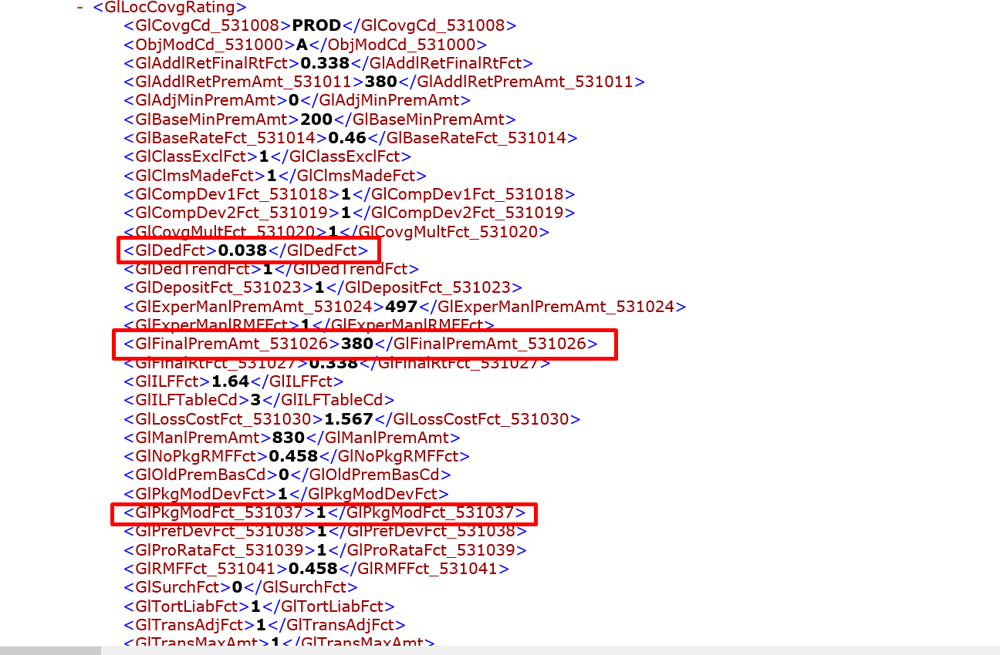 - <GlLocCovgRating>
<GlCovgCd_531008>PROD</GlCovgCd_531008>
<ObjModCd_531000>A</ObjModCd_531000>
<GlAddlRetFinalRtFct>0.338</GlAddlRetFinalRtFct>
<GlAddlRetPremAmt_531011>380</GlAddlRetPremAmt_531011>
<GlAdjMinPremAmt>0</GlAdjMinPremAmt>
<GlBaseMinPremAmt>200</GlBaseMinPremAmt>
<GlBaseRateFct_531014>0.46</GlBaseRateFct_531014>
<GlClassExclFct>1</GlClassExclFct>
<GlClmsMadeFct>1</GlClmsMadeFct>
<GlCompDev1Fct_531018>1</GlCompDev1Fct_531018>
<GlCompDev2Fct_531019>1</GlCompDev2Fct_531019>
<GlCovgMultFct_531020>1</GlCovgMultFct_531020>
<GlDedFct>0.038</GlDedFct>
<GlDedTrendFct>1</GlDedTrendFct>
<GlDepositFct_531023>1</GlDepositFct_531023>
<GlExperManlPremAmt_531024>497</GlExperManlPremAmt_531024>
<GlExperManlRMFFct>1</GlExperManlRMFFct>
<GlFinalPremAmt_531026>380</GlFinalPremAmt_531026>
<GlFinalRtFct_531027>0.338</GlFinalRtFct_531027>
<GlILFFct>1.64</GlILFFct>
<GlILFTableCd>3</GlILFTableCd>
<GlLossCostFct_531030>1.567</GlLossCostFct_531030>
<GlManlPremAmt>830</GlManlPremAmt>
<GlNoPkgRMFFct>0.458</GlNoPkgRMFFct>
<GlOldPremBasCd>0</GlOldPremBasCd>
<GlPkgModDevFct>1</GlPkgModDevFct>
<GlPkgModFct_531037>1</GlPkgModFct_531037>
<GlPrefDevFct_531038>1</GlPrefDevFct_531038>
<GlProRataFct_531039>1</GlProRataFct_531039>
<GlRMFFct_531041>0.458</GlRMFFct_531041>
<GlSurchFct>0</GlSurchFct>
<GlTortLiabFct>1</GlTortLiabFct>
<GlTransAdjFct>1</GlTransAdjFct>
<GlTransMaxAmt>1</GlTransMaxAmt>